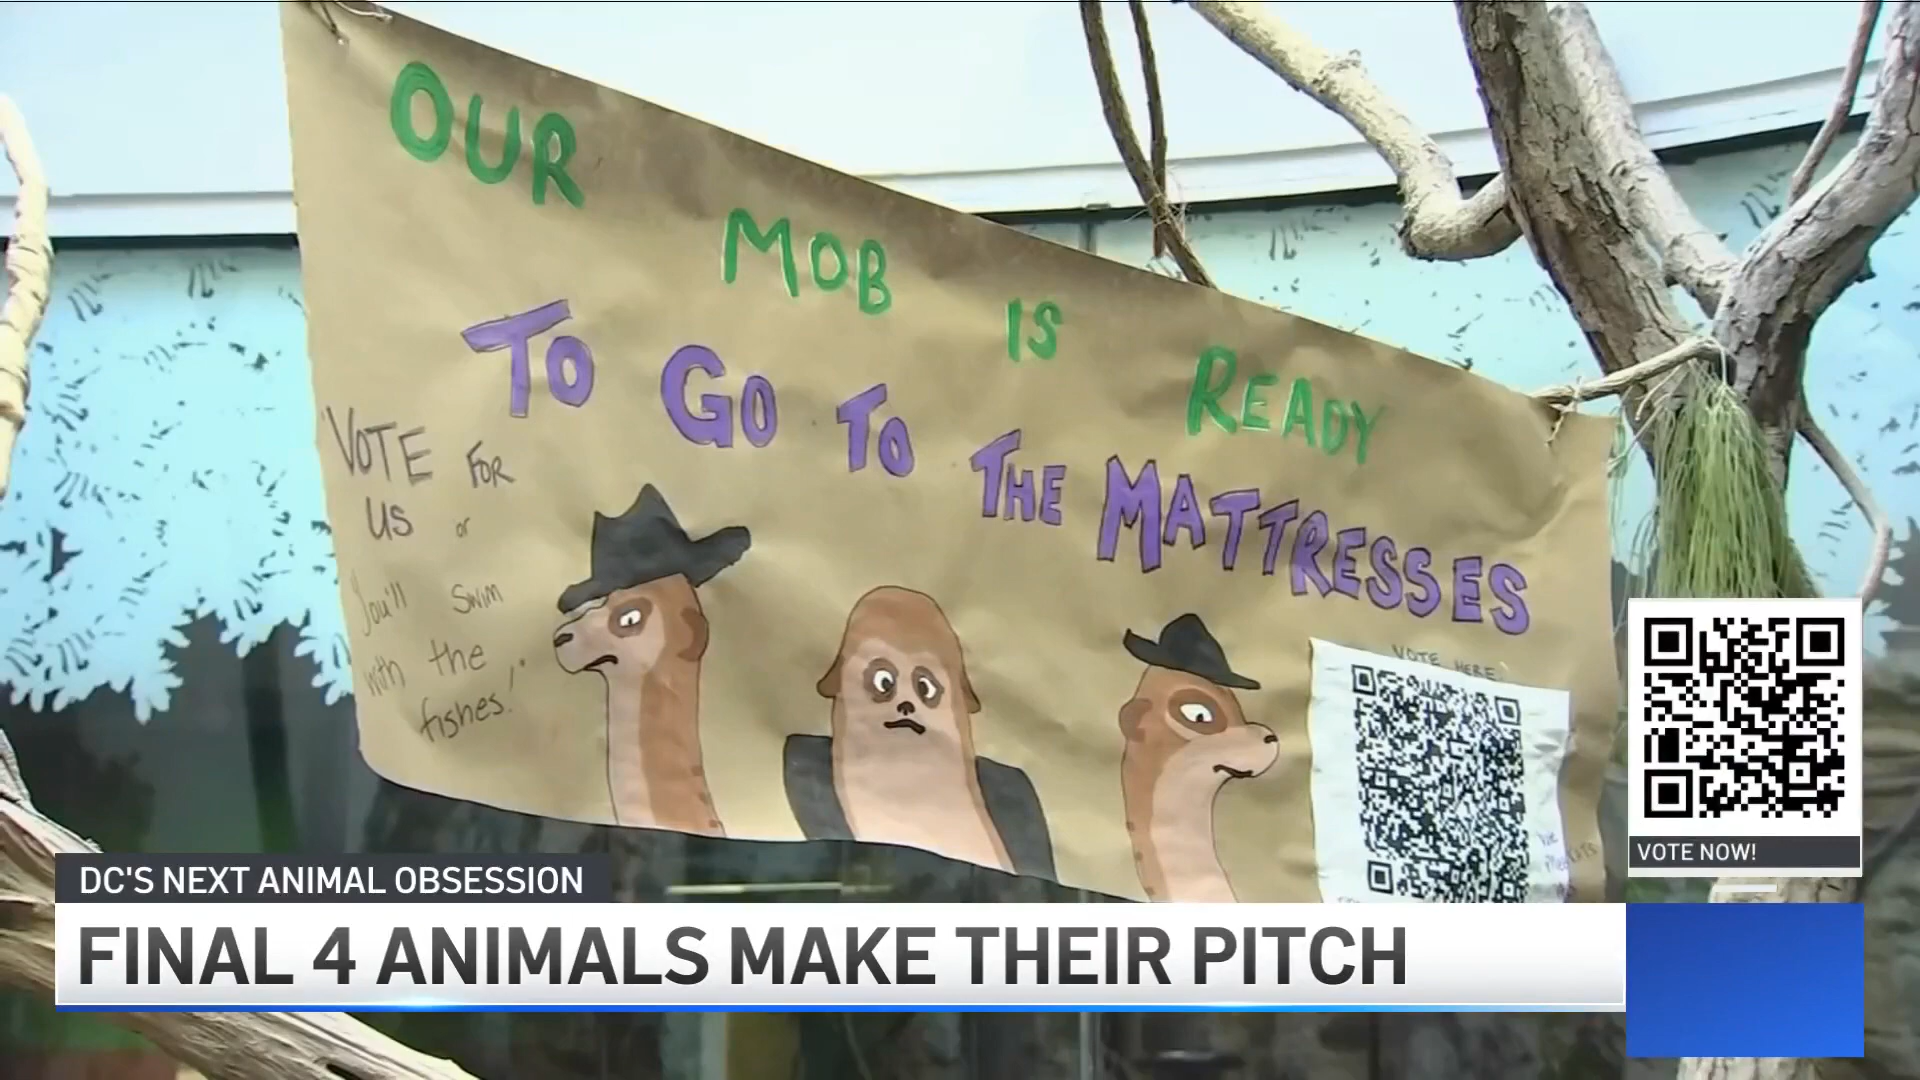 OUR MOB IS READY
TO GO TO THE MATTRESSES
"VOTE FOR
US or
You'll swim
with the
fishes!"
VOTE HERE
VOTE NOW!
DC'S NEXT ANIMAL OBSESSION
FINAL 4 ANIMALS MAKE THEIR PITCH